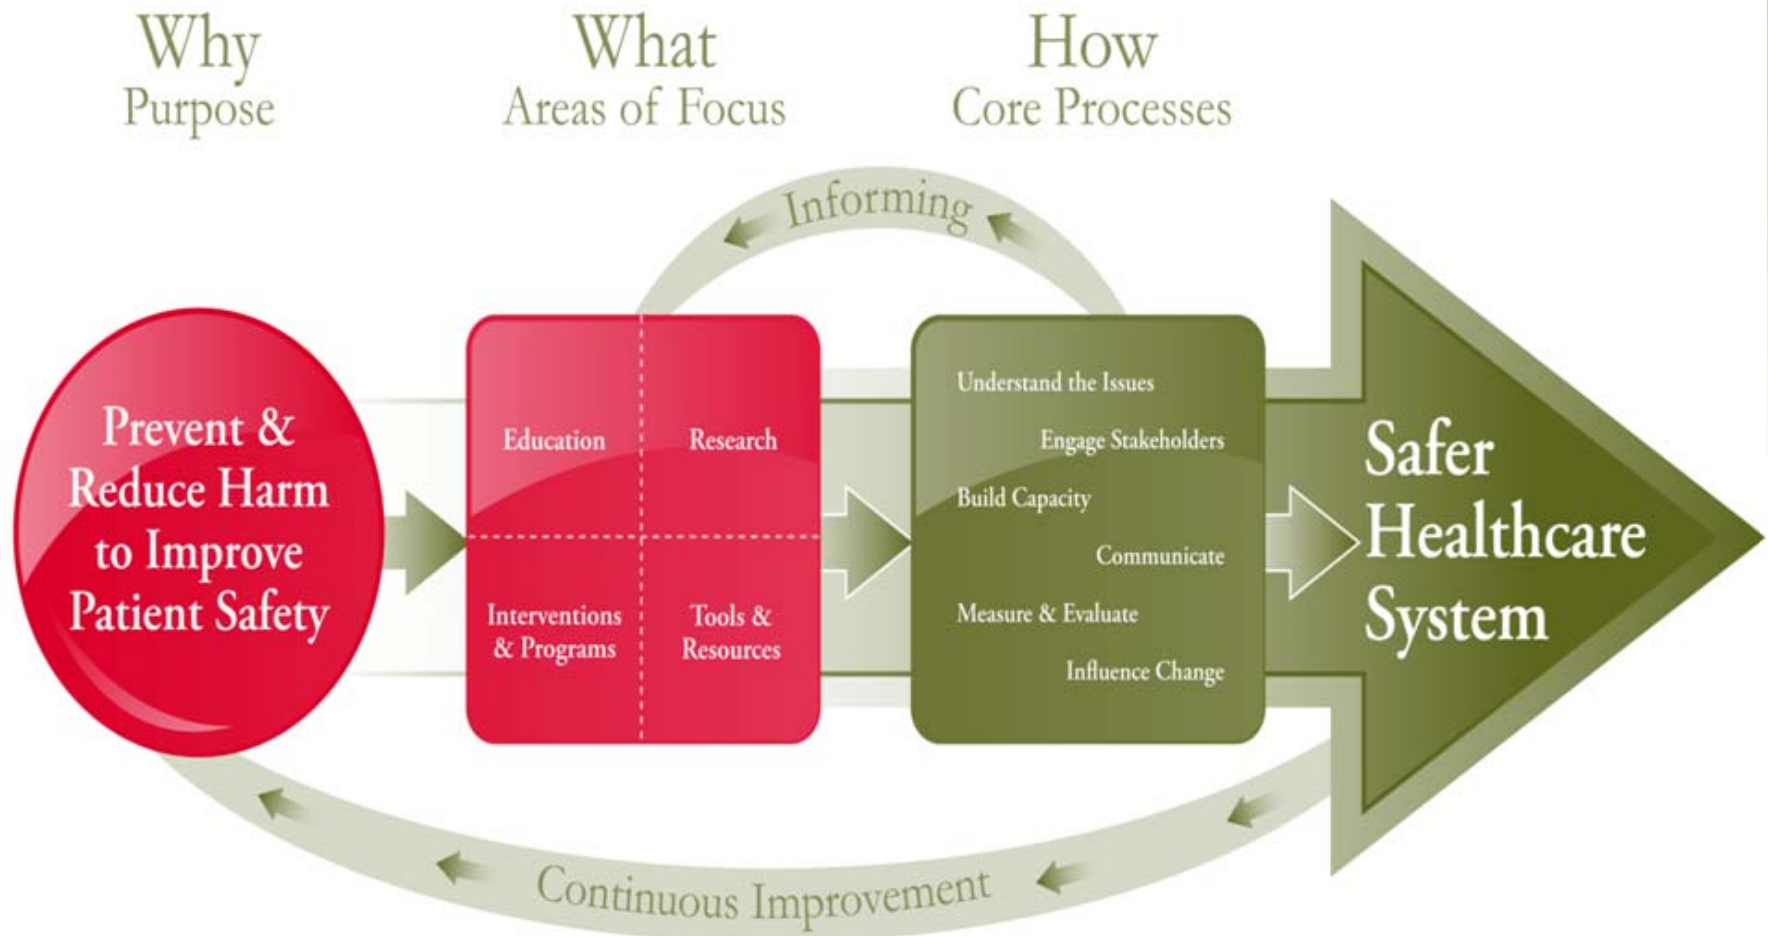 Why
Purpose
What
Areas of Focus
How
Core Processes
Informing
Prevent &
Reduce Harm
to Improve
Patient Safety
Education
Research
Interventions
& Programs
Tools &
Resources
Understand the Issues
Engage Stakeholders
Build Capacity
Communicate
Measure & Evaluate
Influence Change
Safer
Healthcare
System
Continuous Improvement